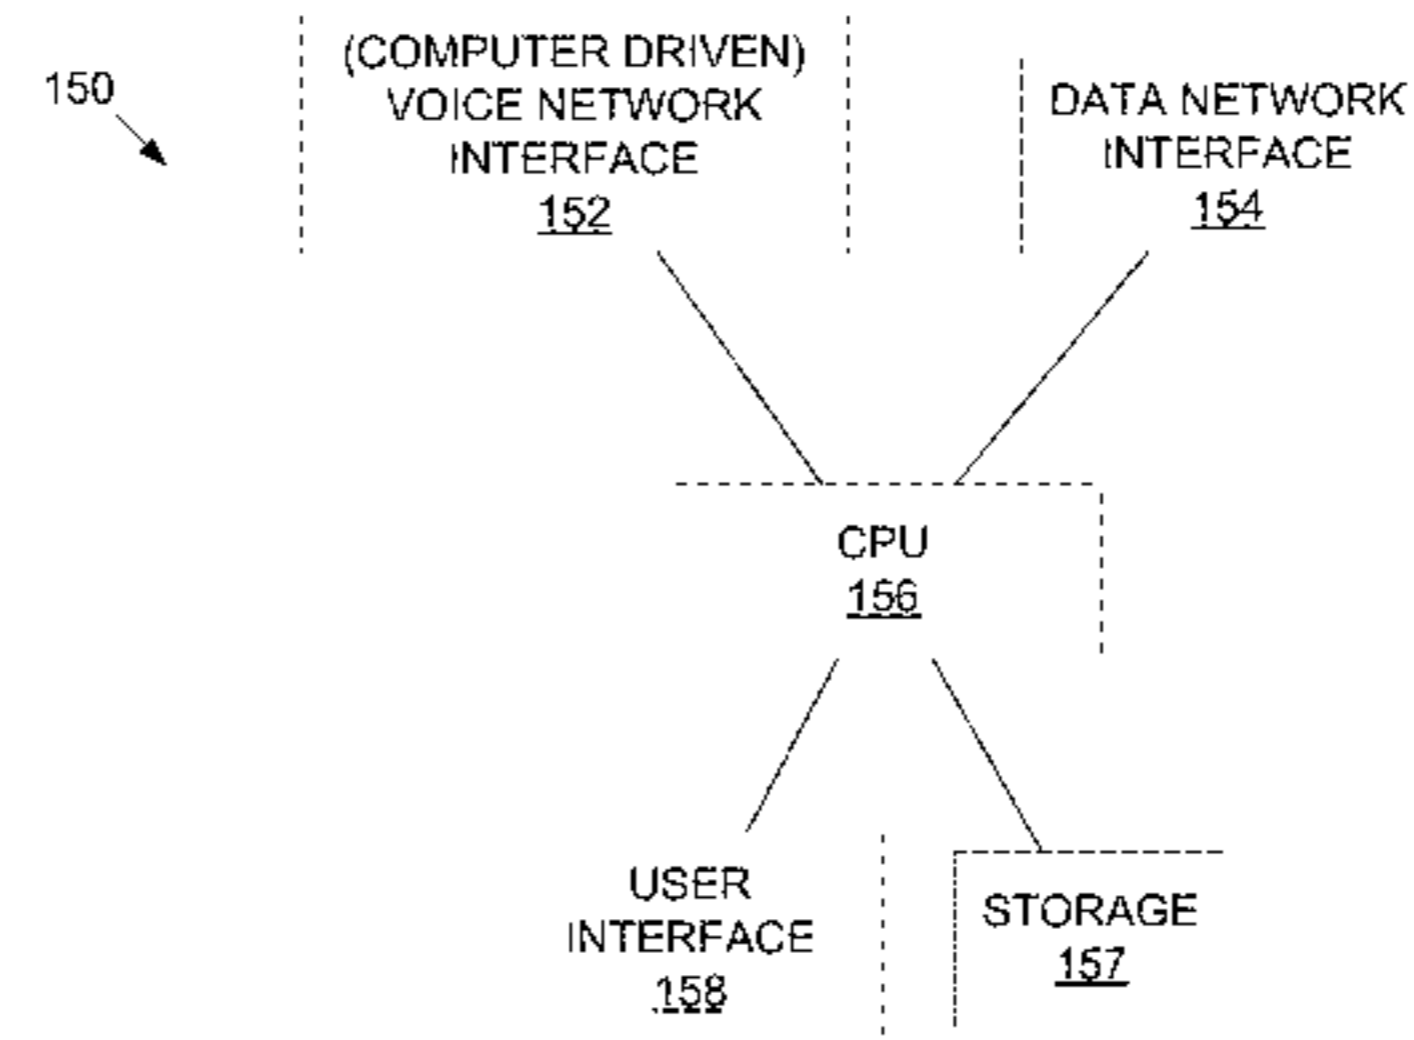 150
(COMPUTER DRIVEN)
VOICE NETWORK
INTERFACE
152
DATA NETWORK
INTERFACE
154
CPU
156
USER
INTERFACE
158
STORAGE
157